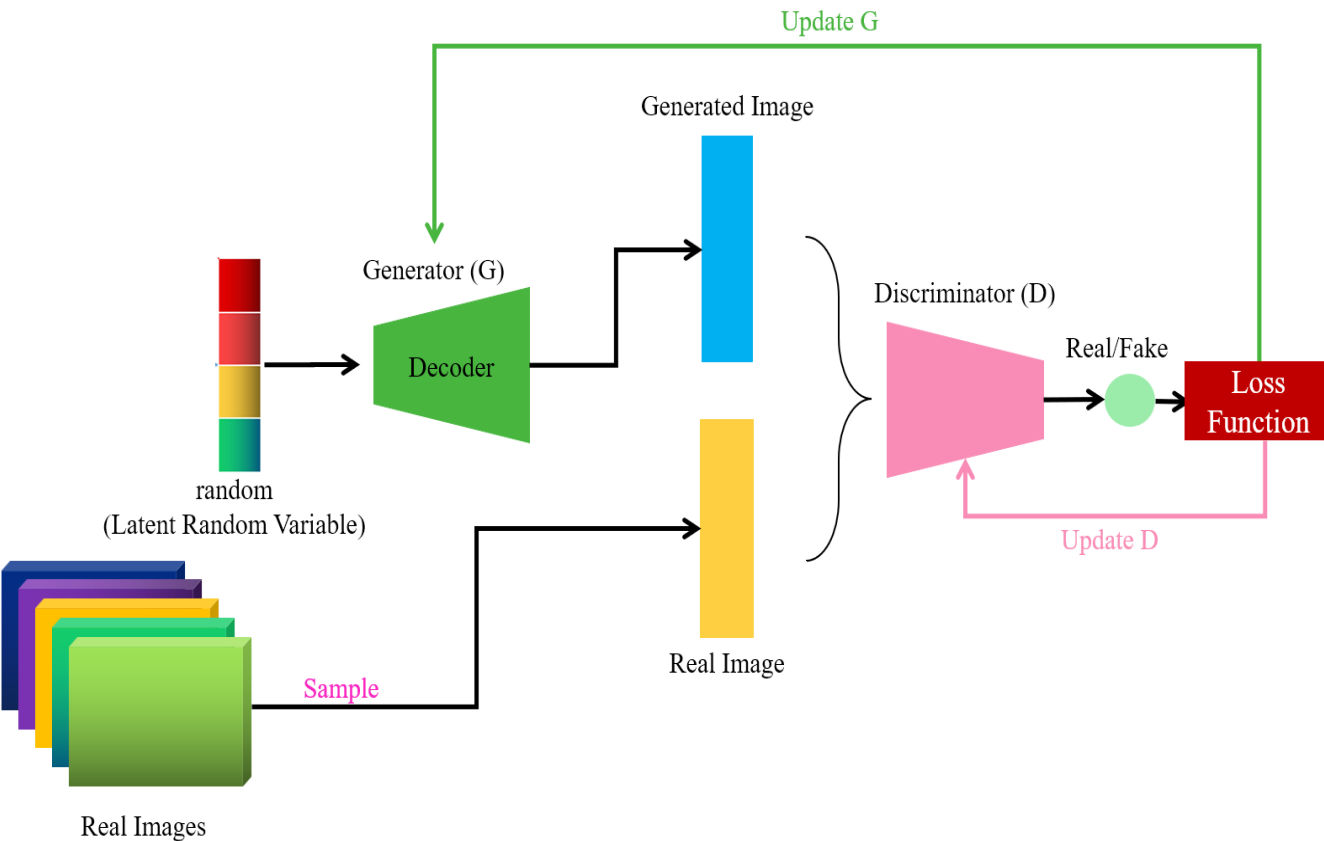 Update G
Generated Image
Generator (G)
Decoder
Discriminator (D)
Real/Fake
Loss
Function
random
(Latent Random Variable)
Update D
Real Image
Sample
Real Images